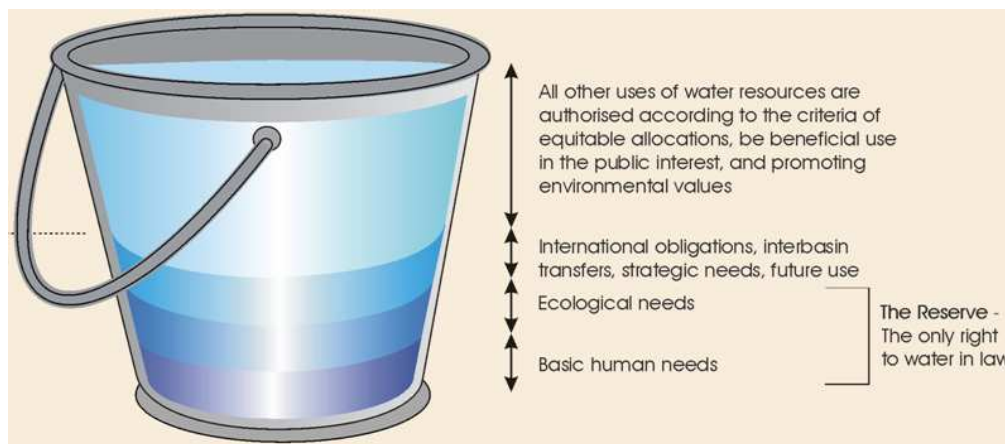 All other uses of water resources are
authorised according to the criteria of
equitable allocations, be beneficial use
in the public interest, and promoting
environmental values
International obligations, interbasin
transfers, strategic needs, future use
Ecological needs
Basic human needs
The Reserve -
The only right
to water in law